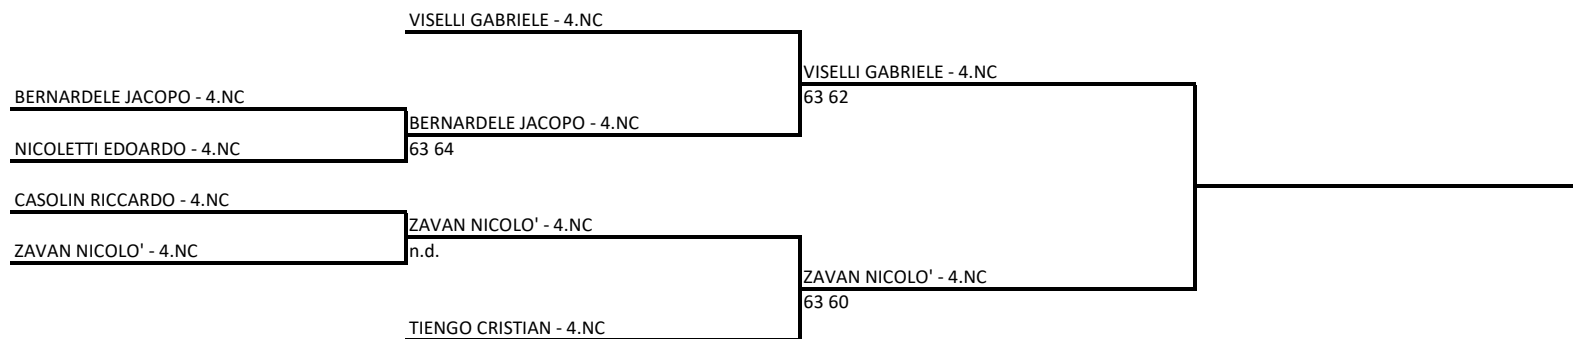 VISELLI GABRIELE - 4.NC
VISELLI GABRIELE - 4.NC
BERNARDELE JACOPO - 4.NC
63 62
BERNARDELE JACOPO - 4.NC
NICOLETTI EDOARDO - 4.NC
63 64
CASOLIN RICCARDO - 4.NC
ZAVAN NICOLO' - 4.NC
ZAVAN NICOLO' - 4.NC
n.d.
ZAVAN NICOLO' - 4.NC
63 60
TIENGO CRISTIAN - 4.NC